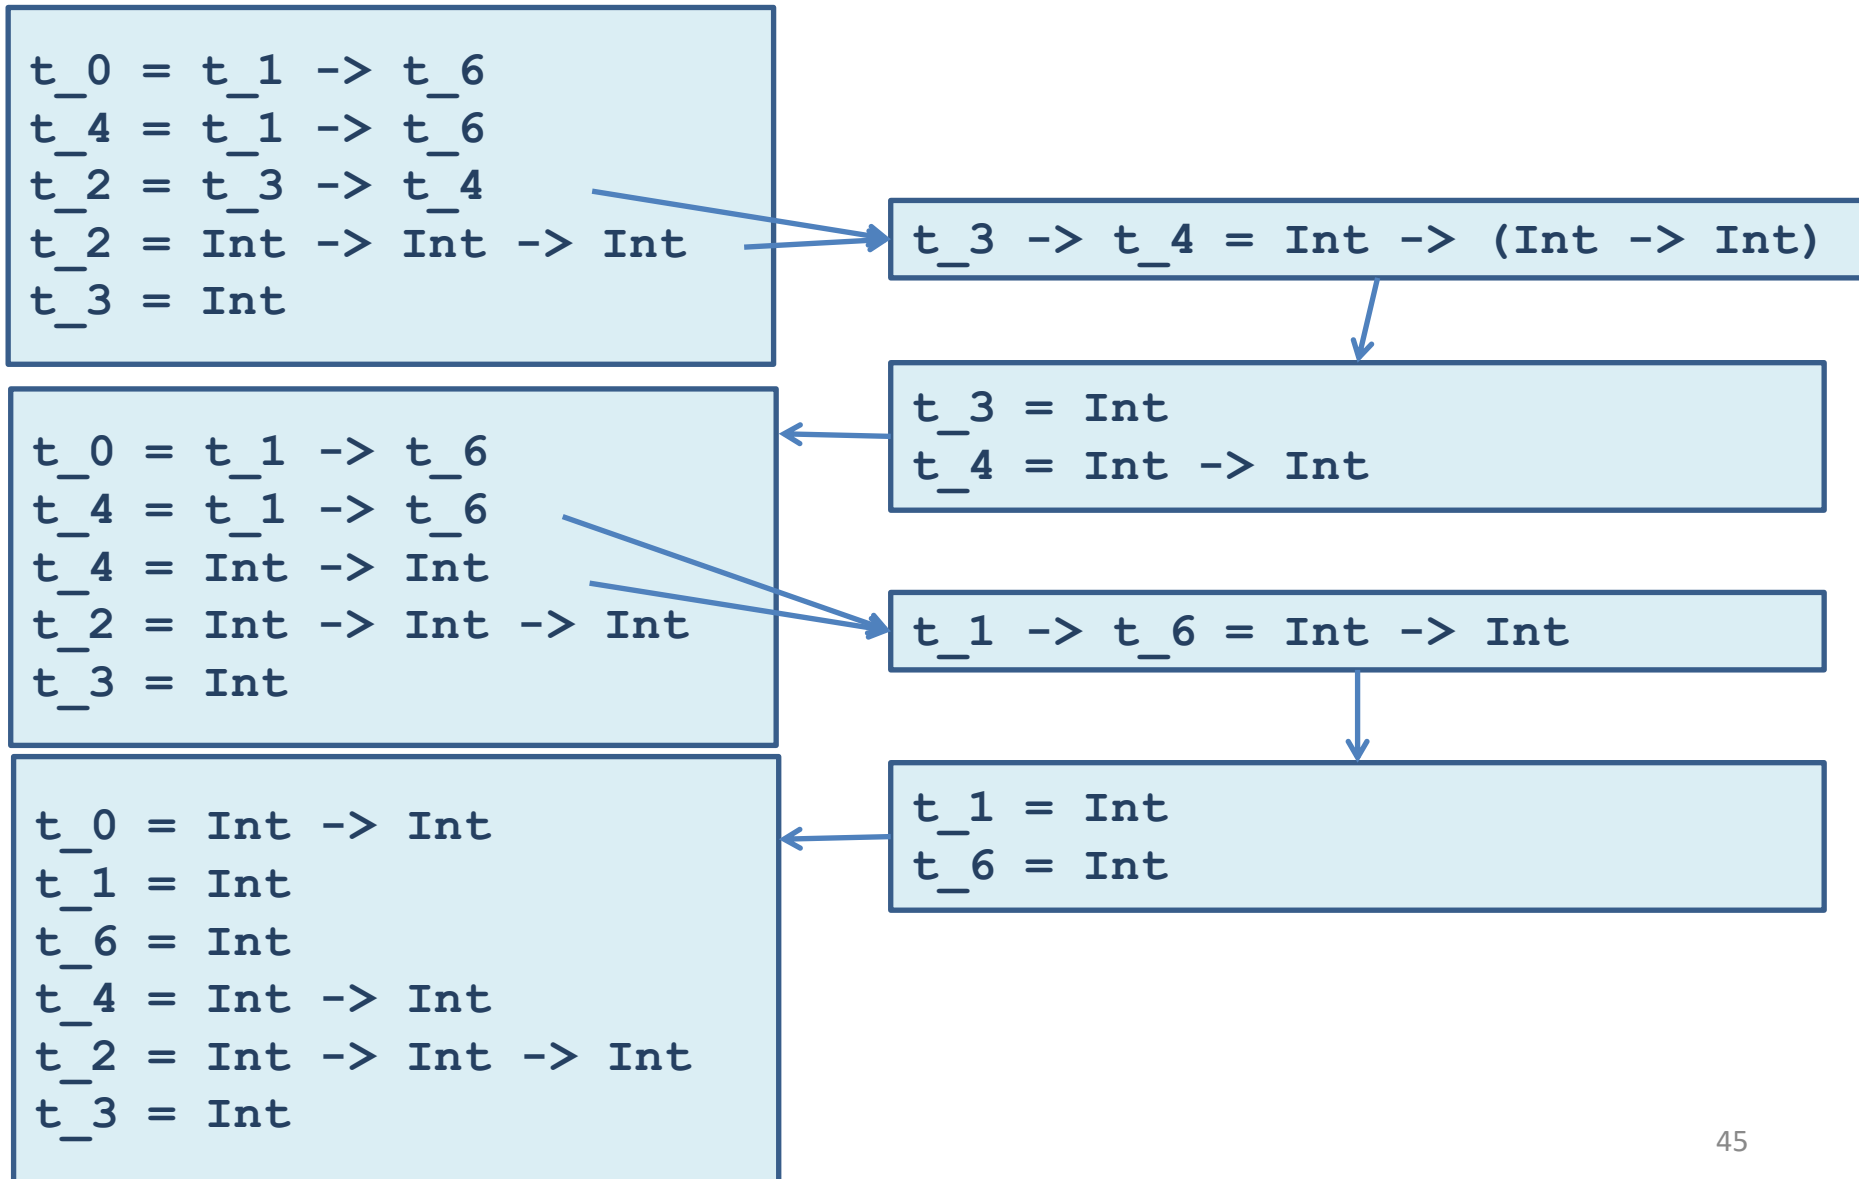 t_0 = t_1 -> t_6
t_4 = t_1 -> t_6
t_2 = t_3 -> t_4
t_2 = Int -> Int -> Int
t_3 = Int
t_3 -> t_4 = Int -> (Int -> Int)
t_3 = Int
t_4 = Int -> Int
t_0 = t_1 -> t_6
t_4 = t_1 -> t_6
t_4 = Int -> Int
t_2 = Int -> Int -> Int
t_3 = Int
t_1 -> t_6 = Int -> Int
t_1 = Int
t_6 = Int
t_0 = Int -> Int
t_1 = Int
t_6 = Int
t_4 = Int -> Int
t_2 = Int -> Int -> Int
t_3 = Int
45